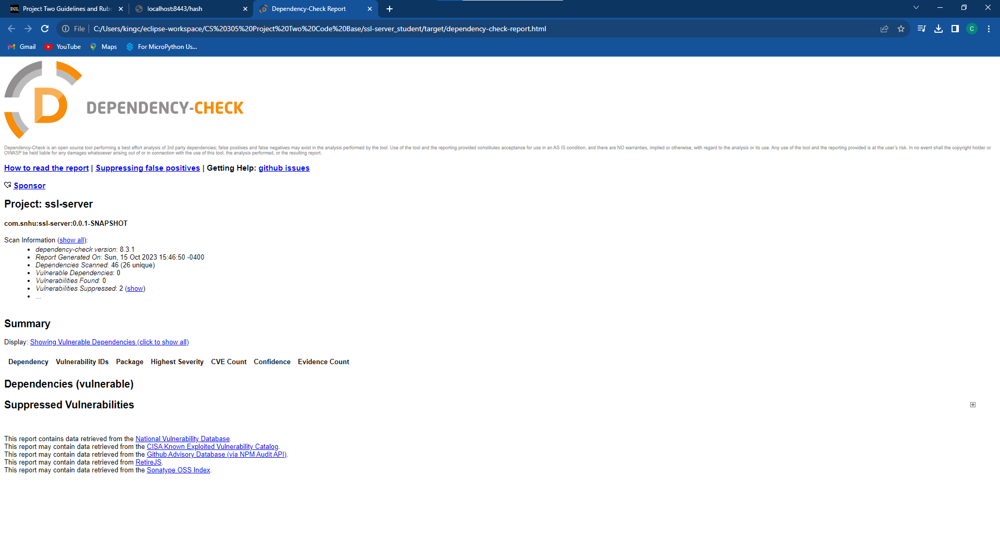 D2L Project Two Guidelines and Rub
localhost:8443/hash
Dependency-Check Report
File
C:/Users/kingc/eclipse-workspace/CS%20305%20Project%20Two%20Code%20Base/ssl-server_student/target/dependency-check-report.html
C
Gmail YouTube Maps For MicroPython Us...
D
DEPENDENCY-CHECK
Dependency-Check is an open source tool performing a best effort analysis of 3rd party dependencies; false positives and false negatives may exist in the analysis performed by the tool. Use of the tool and the reporting provided constitutes acceptance for use in an AS IS condition, and there are NO warranties, implied or otherwise, with regard to the analysis or its use. Any use of the tool and the reporting provided is at the user's risk. In no event shall the copyright holder or
OWASP be held liable for any damages whatsoever arising out of or in connection with the use of this tool, the analysis performed, or the resulting report.
How to read the report | Suppressing false positives | Getting Help: github issues
Sponsor
Project: ssl-server
com.snhu:ssl-server:0.0.1-SNAPSHOT
Scan Information (show all):
• dependency-check version: 8.3.1
• Report Generated On: Sun, 15 Oct 2023 15:46:50 -0400
• Dependencies Scanned: 46 (26 unique)
• Vulnerable Dependencies: 0
• Vulnerabilities Found: 0
• Vulnerabilities Suppressed: 2 (show)
• ...
Summary
Display: Showing Vulnerable Dependencies (click to show all)
Dependency Vulnerability IDs Package Highest Severity CVE Count Confidence Evidence Count
Dependencies (vulnerable)
Suppressed Vulnerabilities
This report contains data retrieved from the National Vulnerability Database.
This report may contain data retrieved from the CISA Known Exploited Vulnerability Catalog.
This report may contain data retrieved from the Github Advisory Database (via NPM Audit API).
This report may contain data retrieved from RetireJS.
This report may contain data retrieved from the Sonatype OSS Index.